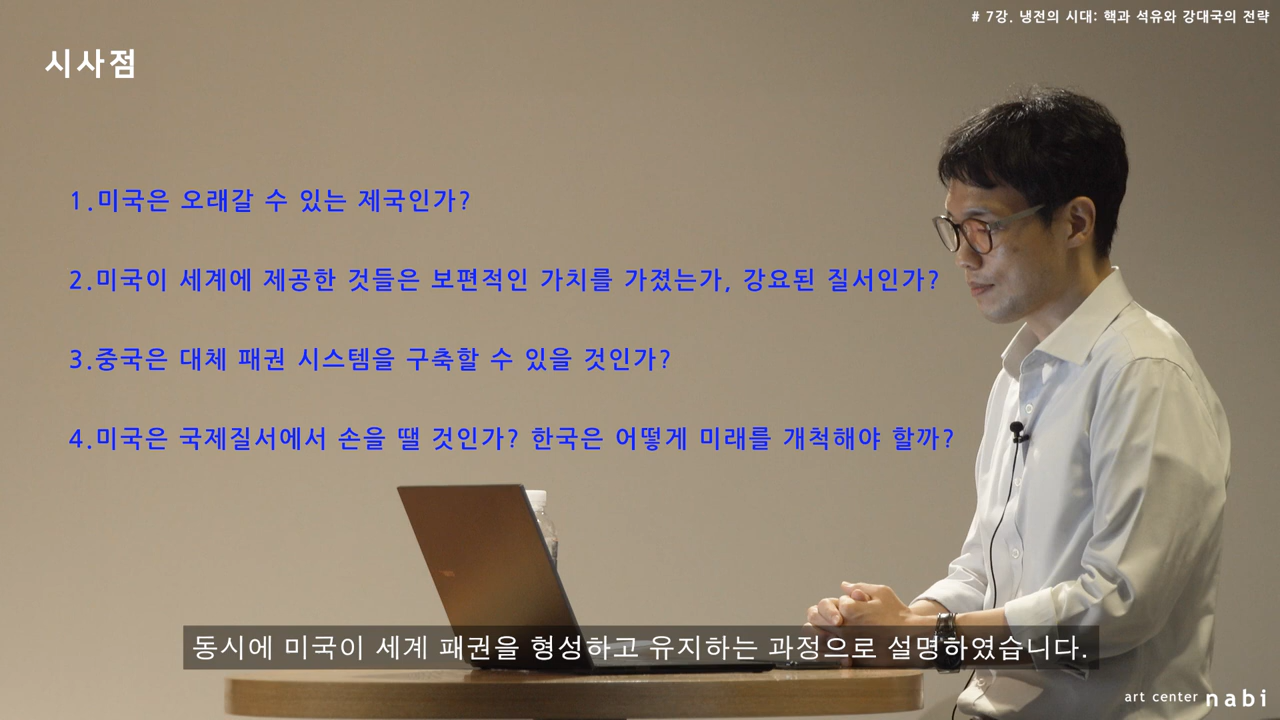 # 7강. 냉전의 시대: 핵과 석유와 강대국의 전략
시사점
1.미국은 오래갈 수 있는 제국인가?
2.미국이 세계에 제공한 것들은 보편적인 가치를 가졌는가, 강요된 질서인가?
3.중국은 대체 패권 시스템을 구축할 수 있을 것인가?
4.미국은 국제질서에서 손을 땔 것인가? 한국은 어떻게 미래를 개척해야 할까?
동시에 미국이 세계 패권을 형성하고 유지하는 과정으로 설명하였습니다.
art center nabi